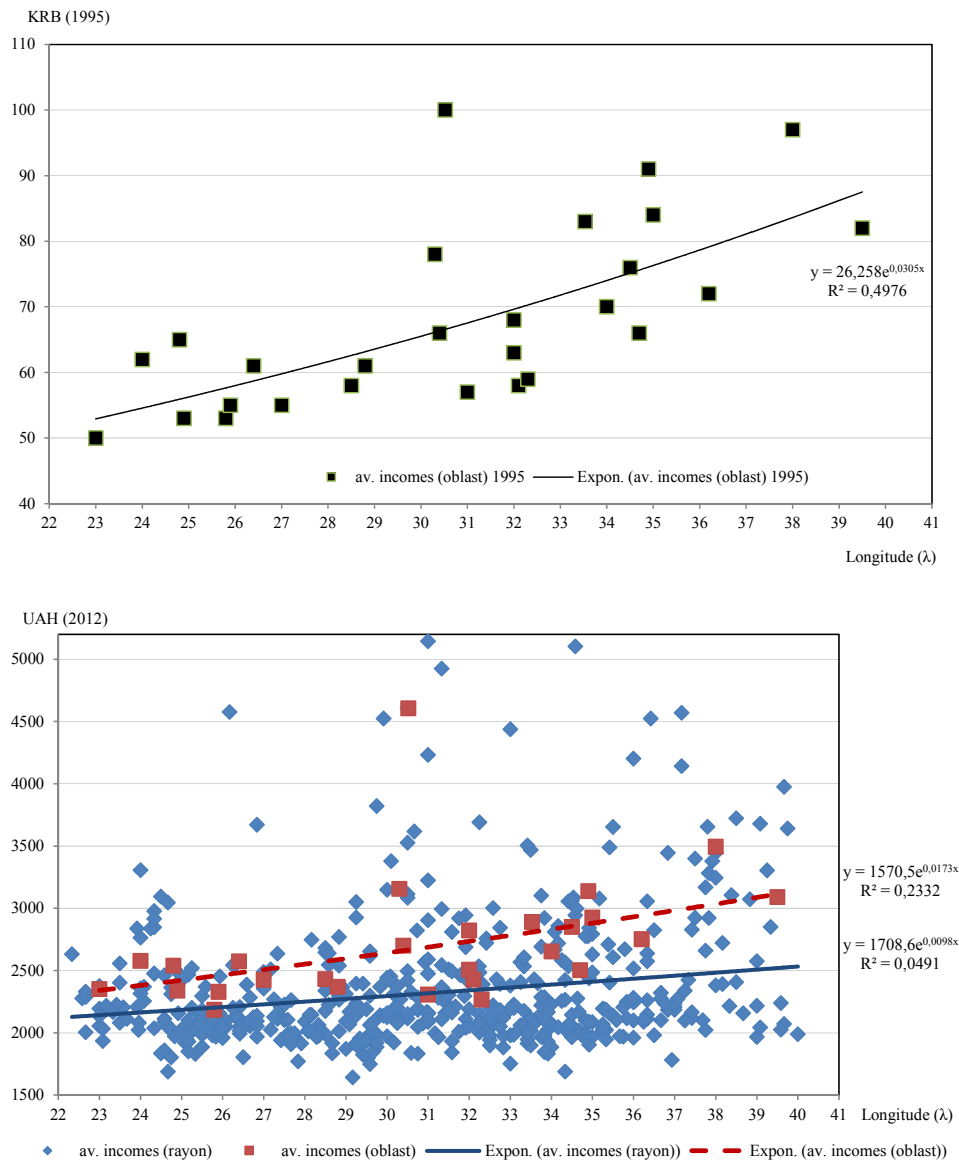 KRB (1995)
110
100
90
80
70
60
50
40
y = 26,258e^0,0305x
R² = 0,4976
av. incomes (oblast) 1995 Expon. (av. incomes (oblast) 1995)
22 23 24 25 26 27 28 29 30 31 32 33 34 35 36 37 38 39 40 41
Longitude (λ)
UAH (2012)
5000
4500
4000
3500
3000
2500
2000
1500
y = 1570,5e^0,0173x
R² = 0,2332
y = 1708,6e^0,0098x
R² = 0,0491
22 23 24 25 26 27 28 29 30 31 32 33 34 35 36 37 38 39 40 41 Longitude (λ)
av. incomes (rayon) av. incomes (oblast) Expon. (av. incomes (rayon)) Expon. (av. incomes (oblast))